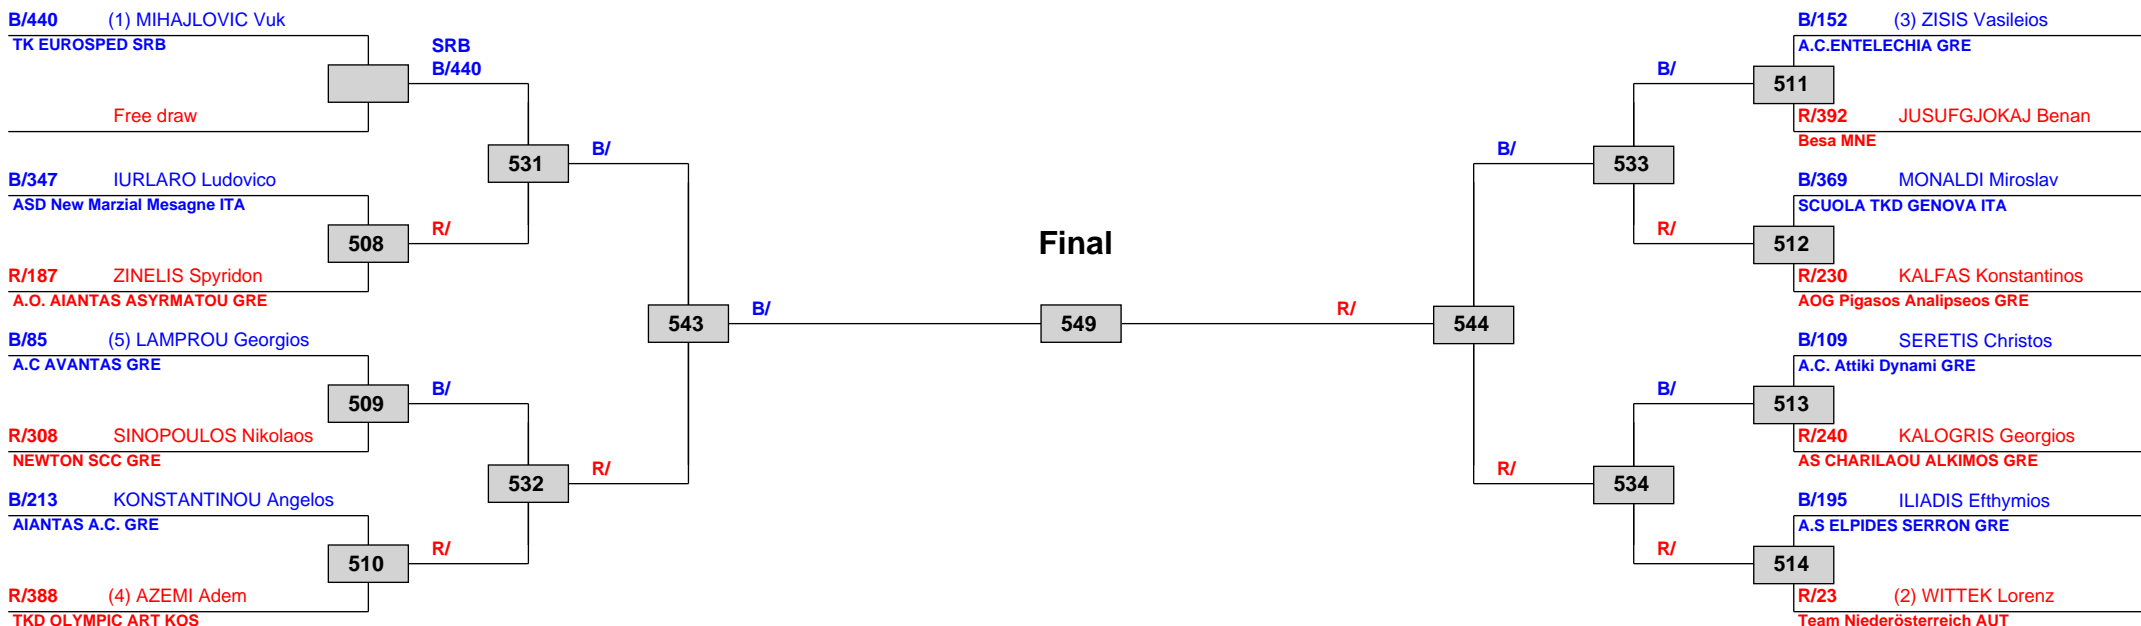 B/440 (1) MIHAJLOVIC Vuk
TK EUROSPED SRB
Free draw
B/347 IURLARO Ludovico
ASD New Marzial Mesagne ITA
508
R/187 ZINELIS Spyridon
A.O. AIANTAS ASYRMATOU GRE
B/85 (5) LAMPROU Georgios
A.C AVANTAS GRE
509
R/308 SINOPOULOS Nikolaos
NEWTON SCC GRE
B/213 KONSTANTINOU Angelos
AIANTAS A.C. GRE
510
R/388 (4) AZEMI Adem
TKD OLYMPIC ART KOS
SRB
B/440
531
R/
B/
532
R/
B/
543
R/
B/
Final
549
R/
B/
544
R/
B/
533
R/
B/
534
R/
B/152 (3) ZISIS Vasileios
A.C.ENTELECHIA GRE
511
R/392 JUSUFGJOKAJ Benan
Besa MNE
B/369 MONALDI Miroslav
SCUOLA TKD GENOVA ITA
512
R/230 KALFAS Konstantinos
AOG Pigasos Analipseos GRE
B/109 SERETIS Christos
A.C. Attiki Dynami GRE
513
R/240 KALOGRIS Georgios
AS CHARILAOU ALKIMOS GRE
B/195 ILIADIS Efthymios
A.S ELPIDES SERRON GRE
514
R/23 (2) WITTEK Lorenz
Team Niederösterreich AUT